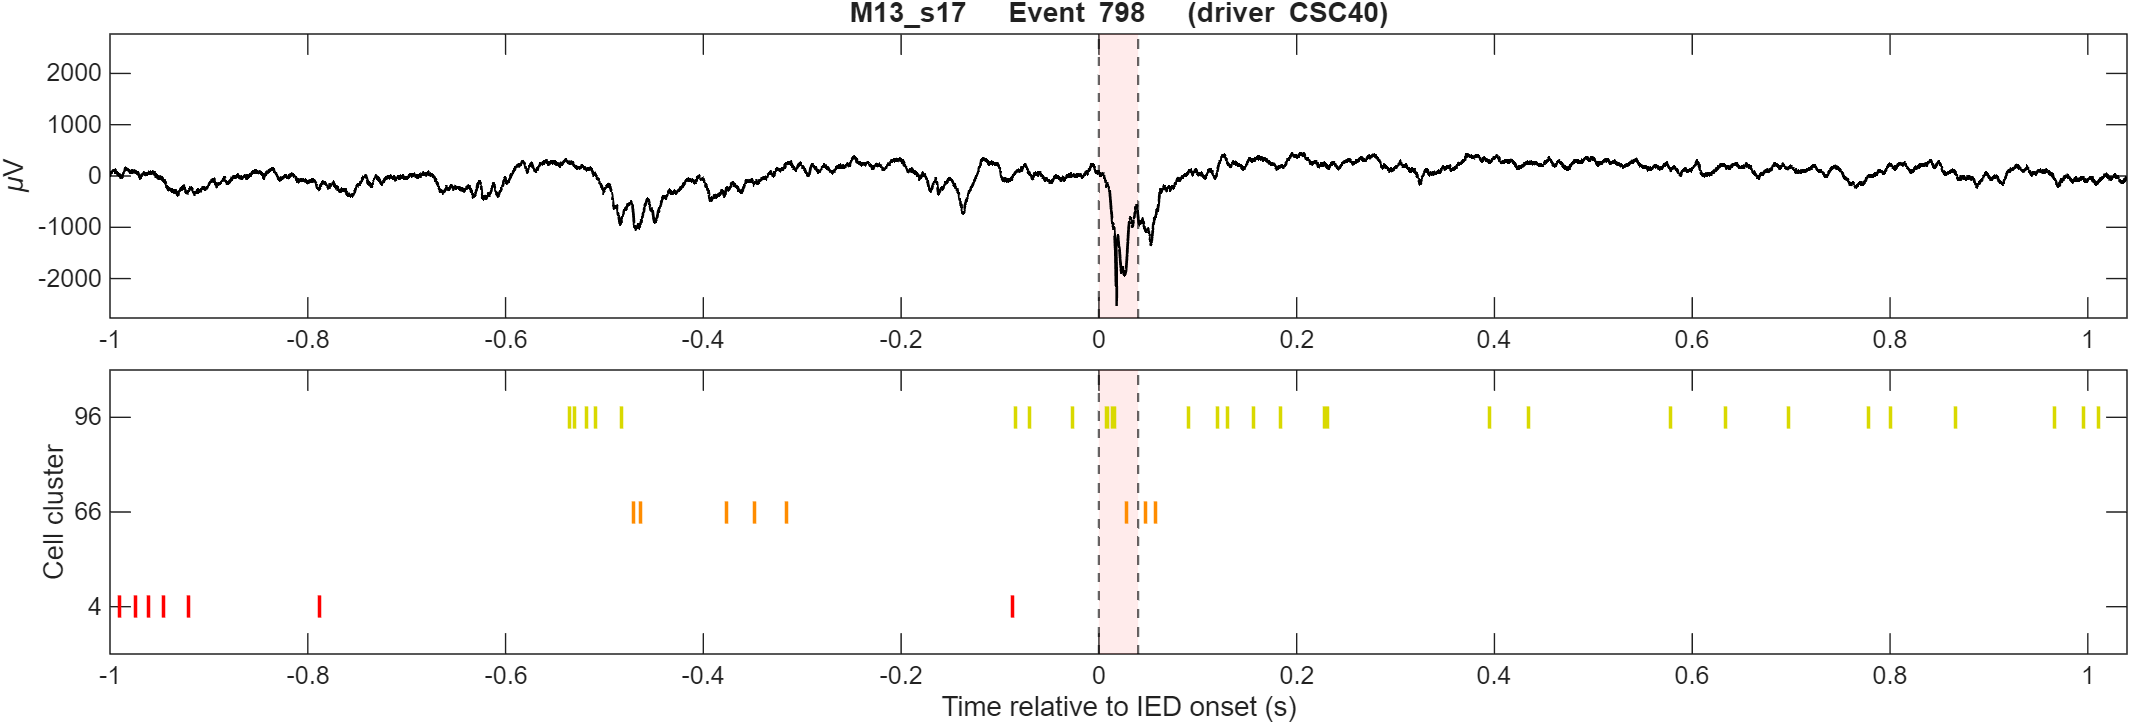 M13_s17 Event 798 (driver CSC40)
2000
1000
0
-1000
-2000
µV
-1 -0.8 -0.6 -0.4 -0.2 0 0.2 0.4 0.6 0.8 1
96
66
4
Cell cluster
-1 -0.8 -0.6 -0.4 -0.2 0 0.2 0.4 0.6 0.8 1
Time relative to IED onset (s)